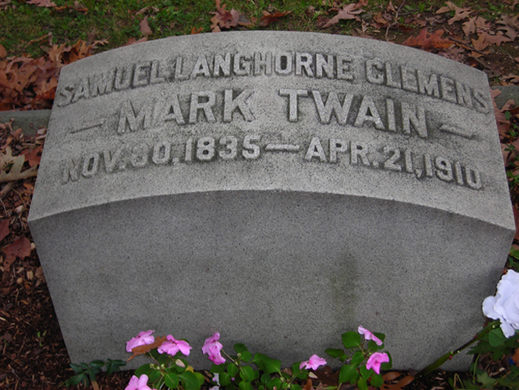 SAMUEL LANGHORNE CLEMENS
— MARK TWAIN —
NOV. 30, 1835 — APR. 21, 1910